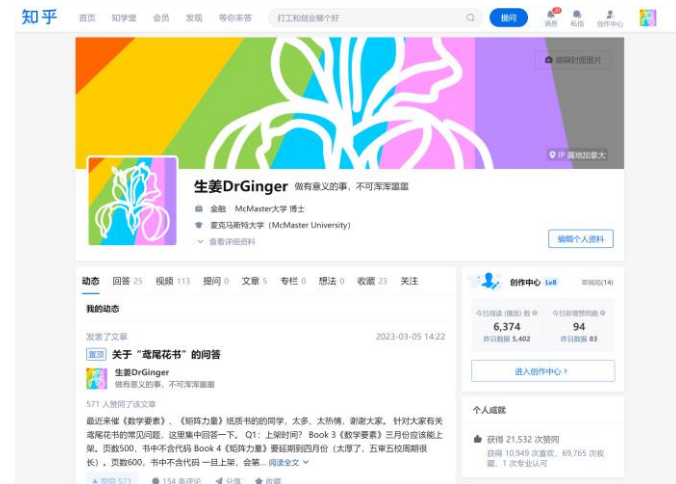 知乎 首页 知学堂 会员 发现 等你来答 打工和创业哪个好 提问 消息 私信 创作中心
编辑封面图片
IP 属地加拿大
生姜DrGinger 做有意义的事，不可浑浑噩噩
金融 McMaster大学 博士
麦克马斯特大学（McMaster University）
查看详细资料
编辑个人资料
动态 回答 25 视频 113 提问 0 文章 5 专栏 0 想法 0 收藏 23 关注
我的动态
发表了文章 2023-03-05 14:22
置顶 关于“鸢尾花书”的问答
生姜DrGinger
做有意义的事，不可浑浑噩噩
571 人赞同了该文章
最近来催《数学要素》、《矩阵力量》纸质书的的同学，太多，太热情，谢谢大家。 针对大家有关
鸢尾花书的常见问题，这里集中回答一下。 Q1：上架时间？ Book 3《数学要素》三月份应该能上
架。页数500，书中不含代码 Book 4《矩阵力量》要延期到四月份（太厚了，五审五校周期很
长）。页数600，书中不含代码 一旦上架，会第... 阅读全文
赞同 571 154 条评论 分享 收藏
创作中心 Lv8 (14)
今日阅读 (播放) 数 今日新增赞同数
6,374 94
昨日数据 5,402 昨日数据 83
进入创作中心
个人成就
获得 21,532 次赞同
获得 10,949 次喜欢，69,765 次收
藏，1 次专业认可